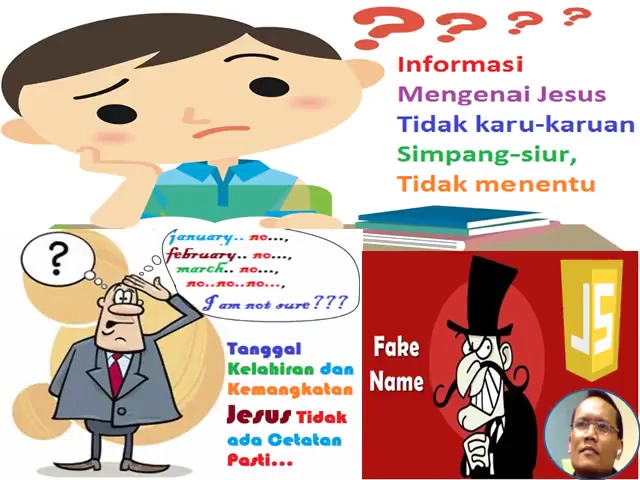 ????
Informasi
Mengenai Jesus
Tidak karu-karuan
Simpang-siur,
Tidak menentu
?
january.. no...,
february.. no...,
march.. no...,
no..no..no...,
I am not sure???
Tanggal
Kelahiran dan
Kemangkatan
Jesus Tidak
ada Cetatan
Pasti...
Fake
Name
JS